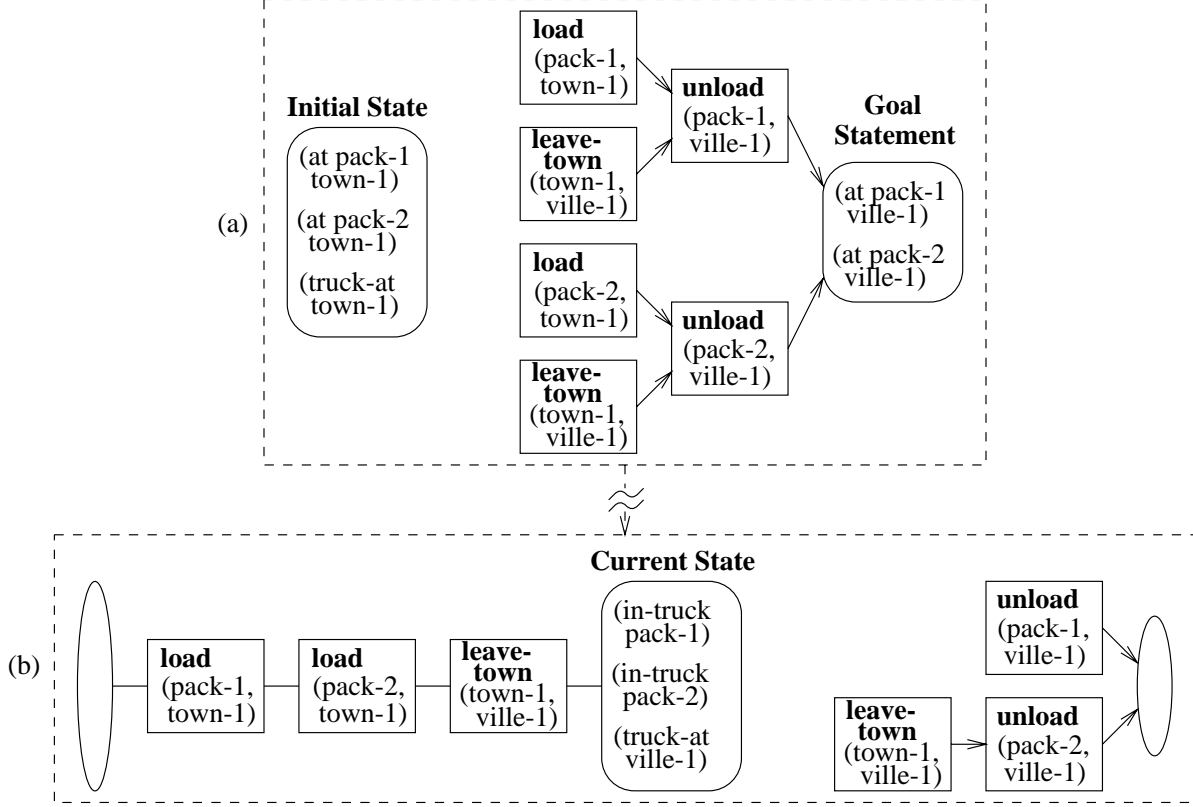 load
(pack-1,
town-1)
Initial State
(at pack-1
town-1)
(at pack-2
town-1)
(truck-at
town-1)
leave-
town
(town-1,
ville-1)
unload
(pack-1,
ville-1)
Goal
Statement
(at pack-1
ville-1)
(at pack-2
ville-1)
(a)
load
(pack-2,
town-1)
unload
(pack-2,
ville-1)
leave-
town
(town-1,
ville-1)
Current State
(b)
load
(pack-1,
town-1)
load
(pack-2,
town-1)
leave-
town
(town-1,
ville-1)
(in-truck
pack-1)
(in-truck
pack-2)
(truck-at
ville-1)
unload
(pack-1,
ville-1)
leave-
town
(town-1,
ville-1)
unload
(pack-2,
ville-1)